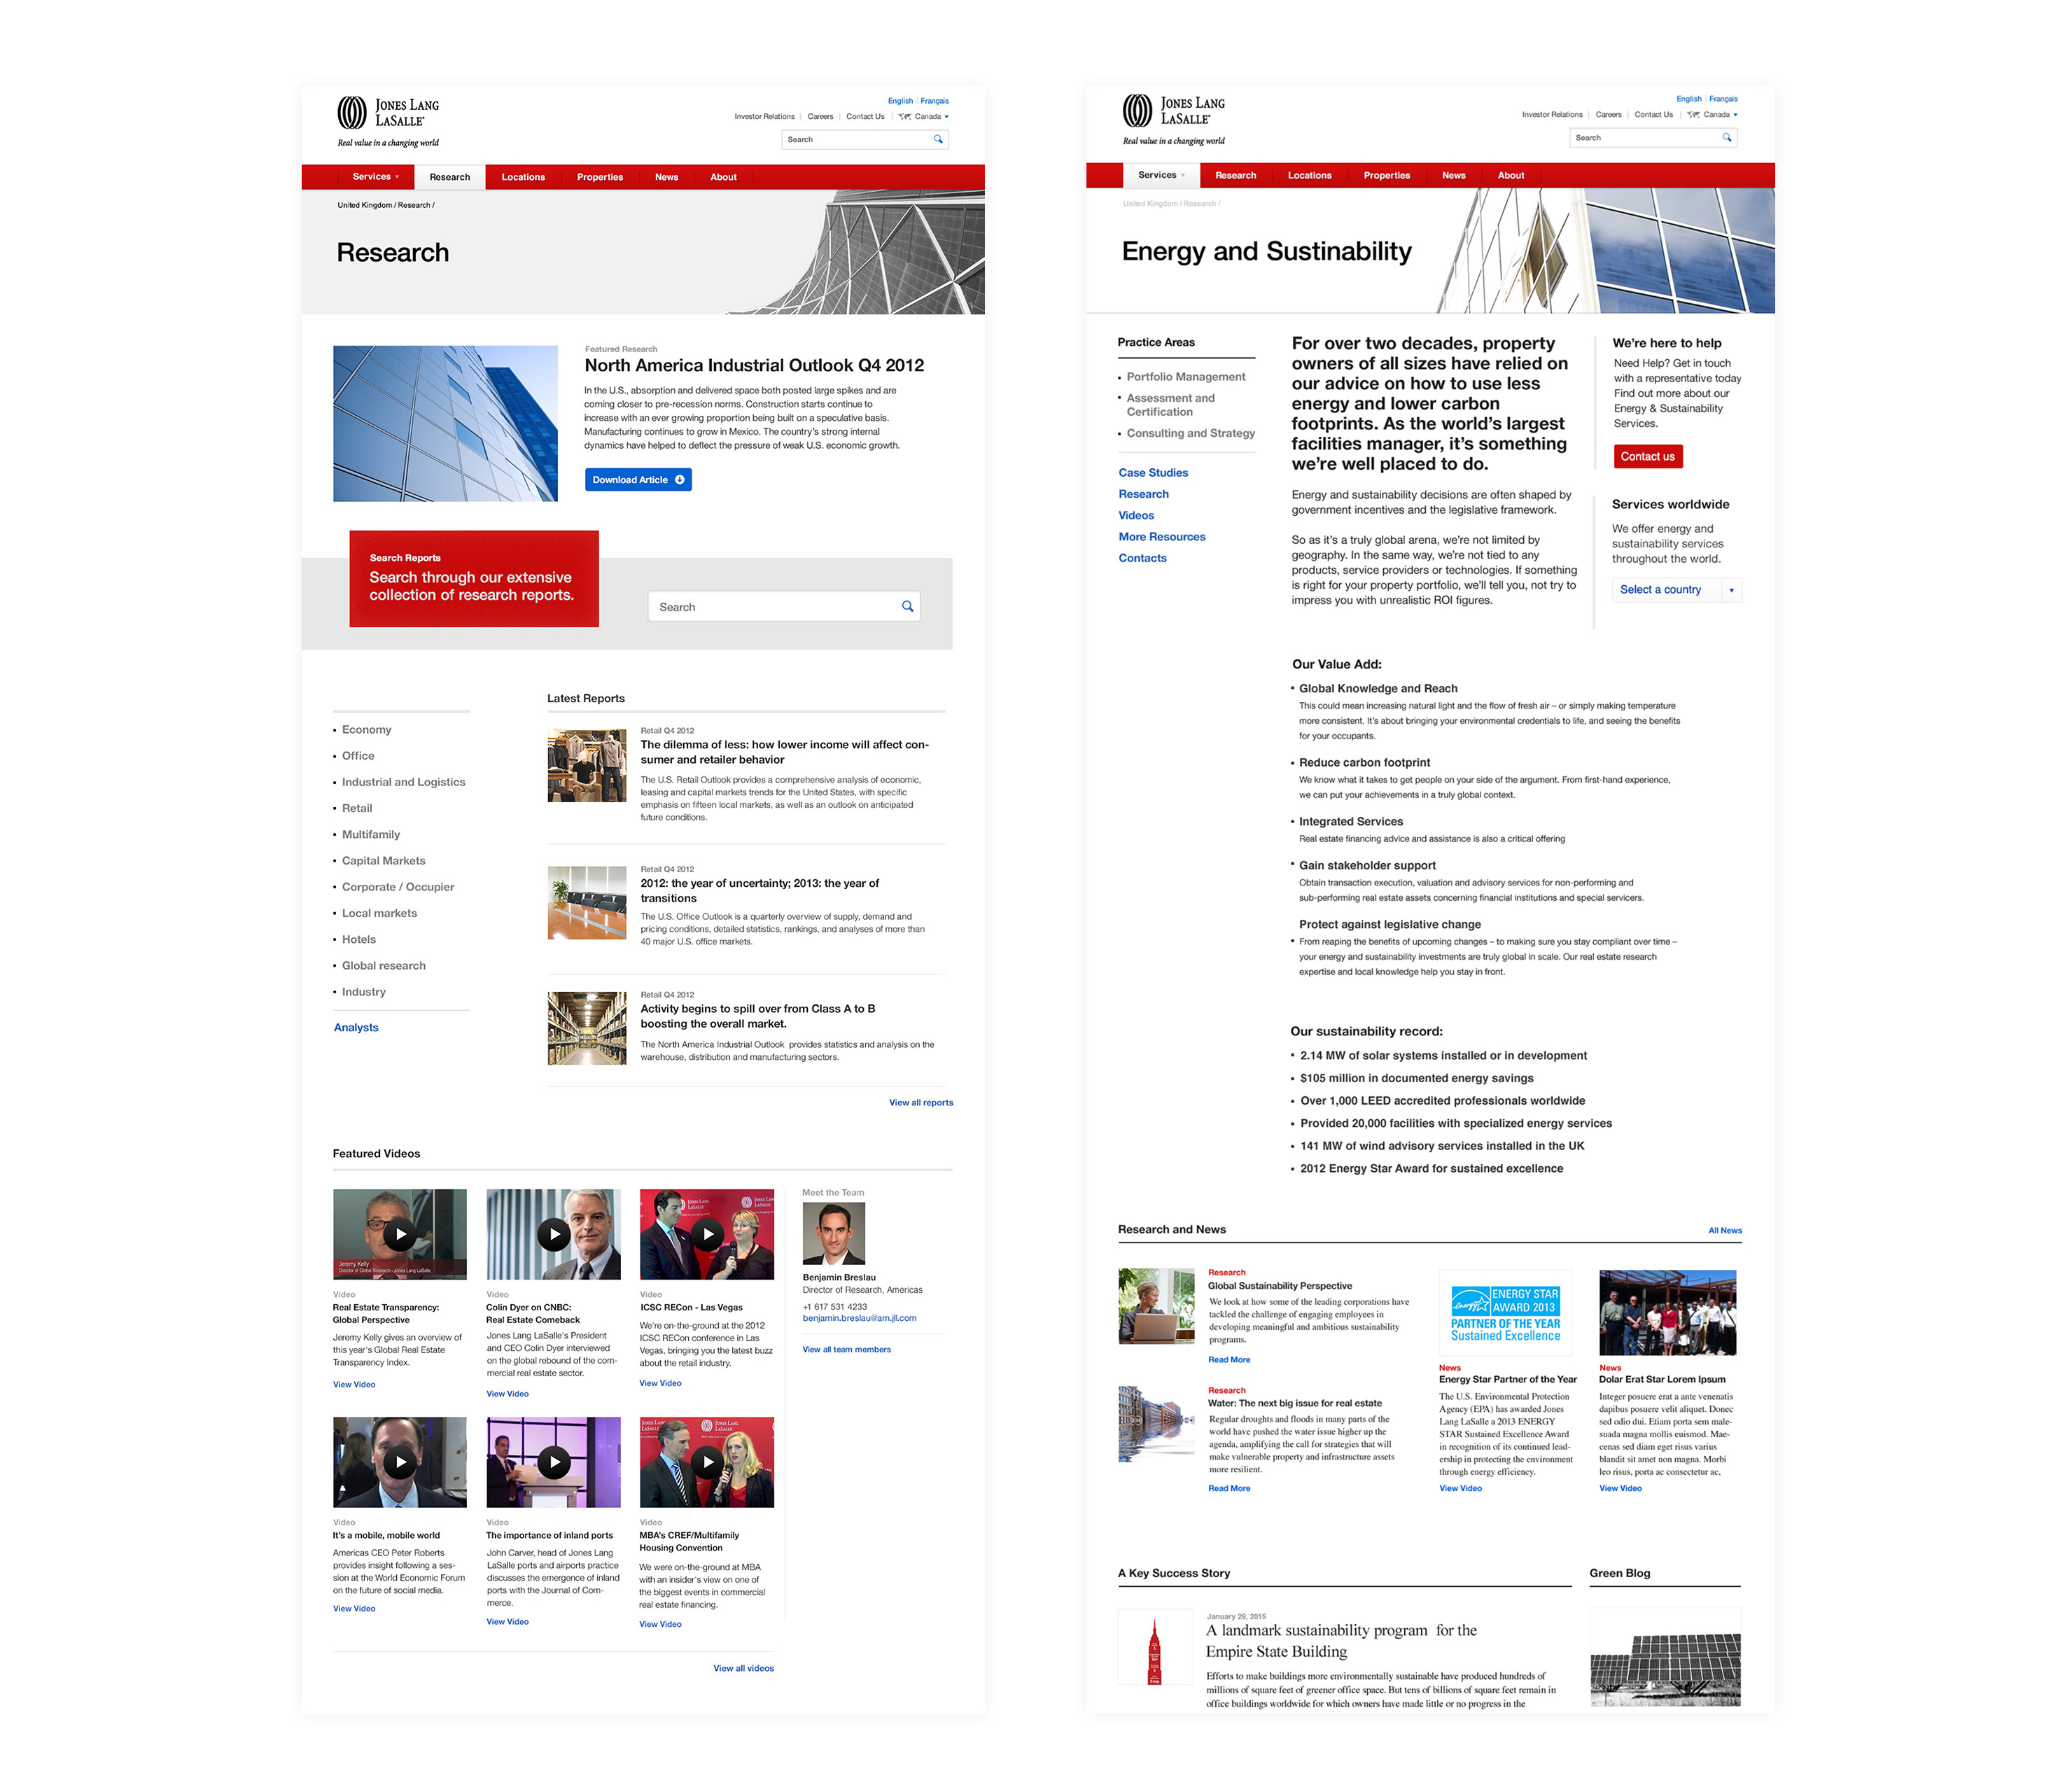 JONES LANG
LASALLE®
Real value in a changing world
English | Français
Investor Relations | Careers | Contact Us | Canada
Search
Services
Research
Locations
Properties
News
About
United Kingdom / Research /
Research
Featured Research
North America Industrial Outlook Q4 2012
In the U.S., absorption and delivered space both posted large spikes and are
coming closer to pre-recession norms. Construction starts continue to
increase with an ever growing proportion being built on a speculative basis.
Manufacturing continues to grow in Mexico. The country's strong internal
dynamics have helped to deflect the pressure of weak U.S. economic growth.
Download Article
Search Reports
Search through our extensive
collection of research reports.
Search
Economy
Office
Industrial and Logistics
Retail
Multifamily
Capital Markets
Corporate / Occupier
Local markets
Hotels
Global research
Industry
Analysts
Latest Reports
Retail Q4 2012
The dilemma of less: how lower income will affect con-
sumer and retailer behavior
The U.S. Retail Outlook provides a comprehensive analysis of economic,
leasing and capital markets trends for the United States, with specific
emphasis on fifteen local markets, as well as an outlook on anticipated
future conditions.
Retail Q4 2012
2012: the year of uncertainty; 2013: the year of
transitions
The U.S. Office Outlook is a quarterly overview of supply, demand and
pricing conditions, detailed statistics, rankings, and analyses of more than
40 major U.S. office markets.
Retail Q4 2012
Activity begins to spill over from Class A to B
boosting the overall market.
The North America Industrial Outlook provides statistics and analysis on the
warehouse, distribution and manufacturing sectors.
View all reports
Featured Videos
Jeremy Kelly
Director of Global Research - Jones Lang LaSalle
Video
Real Estate Transparency:
Global Perspective
Jeremy Kelly gives an overview of
this year's Global Real Estate
Transparency Index.
View Video
Video
Colin Dyer on CNBC:
Real Estate Comeback
Jones Lang LaSalle's President
and CEO Colin Dyer interviewed
on the global rebound of the com-
mercial real estate sector.
View Video
JONES LANG
LASALLE
Video
ICSC RECon - Las Vegas
We're on-the-ground at the 2012
ICSC RECon conference in Las
Vegas, bringing you the latest buzz
about the retail industry.
View Video
Meet the Team
Benjamin Breslau
Director of Research, Americas
+1 617 531 4233
benjamin.breslau@am.jll.com
View all team members
Video
It's a mobile, mobile world
Americas CEO Peter Roberts
provides insight following a ses-
sion at the World Economic Forum
on the future of social media.
View Video
Video
The importance of inland ports
John Carver, head of Jones Lang
LaSalle ports and airports practice
discusses the emergence of inland
ports with the Journal of Com-
merce.
View Video
JONES LANG
LASALLE
Video
MBA's CREF/Multifamily
Housing Convention
We were on-the-ground at MBA
with an insider's view on one of
the biggest events in commercial
real estate financing.
View Video
View all videos
JONES LANG
LASALLE®
Real value in a changing world
English | Français
Investor Relations | Careers | Contact Us | Canada
Search
Services
Research
Locations
Properties
News
About
United Kingdom / Research /
Energy and Sustinability
Practice Areas
Portfolio Management
Assessment and
Certification
Consulting and Strategy
Case Studies
Research
Videos
More Resources
Contacts
For over two decades, property
owners of all sizes have relied on
our advice on how to use less
energy and lower carbon
footprints. As the world's largest
facilities manager, it's something
we're well placed to do.
Energy and sustainability decisions are often shaped by
government incentives and the legislative framework.
So as it's a truly global arena, we're not limited by
geography. In the same way, we're not tied to any
products, service providers or technologies. If something
is right for your property portfolio, we'll tell you, not try to
impress you with unrealistic ROI figures.
We're here to help
Need Help? Get in touch
with a representative today
Find out more about our
Energy & Sustainability
Services.
Contact us
Services worldwide
We offer energy and
sustainability services
throughout the world.
Select a country
Our Value Add:
Global Knowledge and Reach
This could mean increasing natural light and the flow of fresh air – or simply making temperature
more consistent. It's about bringing your environmental credentials to life, and seeing the benefits
for your occupants.
Reduce carbon footprint
We know what it takes to get people on your side of the argument. From first-hand experience,
we can put your achievements in a truly global context.
Integrated Services
Real estate financing advice and assistance is also a critical offering
Gain stakeholder support
Obtain transaction execution, valuation and advisory services for non-performing and
sub-performing real estate assets concerning financial institutions and special servicers.
Protect against legislative change
From reaping the benefits of upcoming changes – to making sure you stay compliant over time –
your energy and sustainability investments are truly global in scale. Our real estate research
expertise and local knowledge help you stay in front.
Our sustainability record:
2.14 MW of solar systems installed or in development
$105 million in documented energy savings
Over 1,000 LEED accredited professionals worldwide
Provided 20,000 facilities with specialized energy services
141 MW of wind advisory services installed in the UK
2012 Energy Star Award for sustained excellence
Research and News
All News
Research
Global Sustainability Perspective
We look at how some of the leading corporations have
tackled the challenge of engaging employees in
developing meaningful and ambitious sustainability
programs.
Read More
Research
Water: The next big issue for real estate
Regular droughts and floods in many parts of the
world have pushed the water issue higher up the
agenda, amplifying the call for strategies that will
make vulnerable property and infrastructure assets
more resilient.
Read More
energy
ENERGY STAR
AWARD 2013
PARTNER OF THE YEAR
Sustained Excellence
News
Energy Star Partner of the Year
The U.S. Environmental Protection
Agency (EPA) has awarded Jones
Lang LaSalle a 2013 ENERGY
STAR Sustained Excellence Award
in recognition of its continued lead-
ership in protecting the environment
through energy efficiency.
View Video
News
Dolar Erat Star Lorem Ipsum
Integer posuere erat a ante venenatis
dapibus posuere velit aliquet. Donec
sed odio dui. Etiam porta sem male-
suada magna mollis euismod. Mae-
cenas sed diam eget risus varius
blandit sit amet non magna. Morbi
leo risus, porta ac consectetur ac,
View Video
A Key Success Story
January 29, 2015
A landmark sustainability program for the
Empire State Building
Efforts to make buildings more environmentally sustainable have produced hundreds of
millions of square feet of greener office space. But tens of billions of square feet remain in
office buildings worldwide for which owners have made little or no progress in the
Green Blog